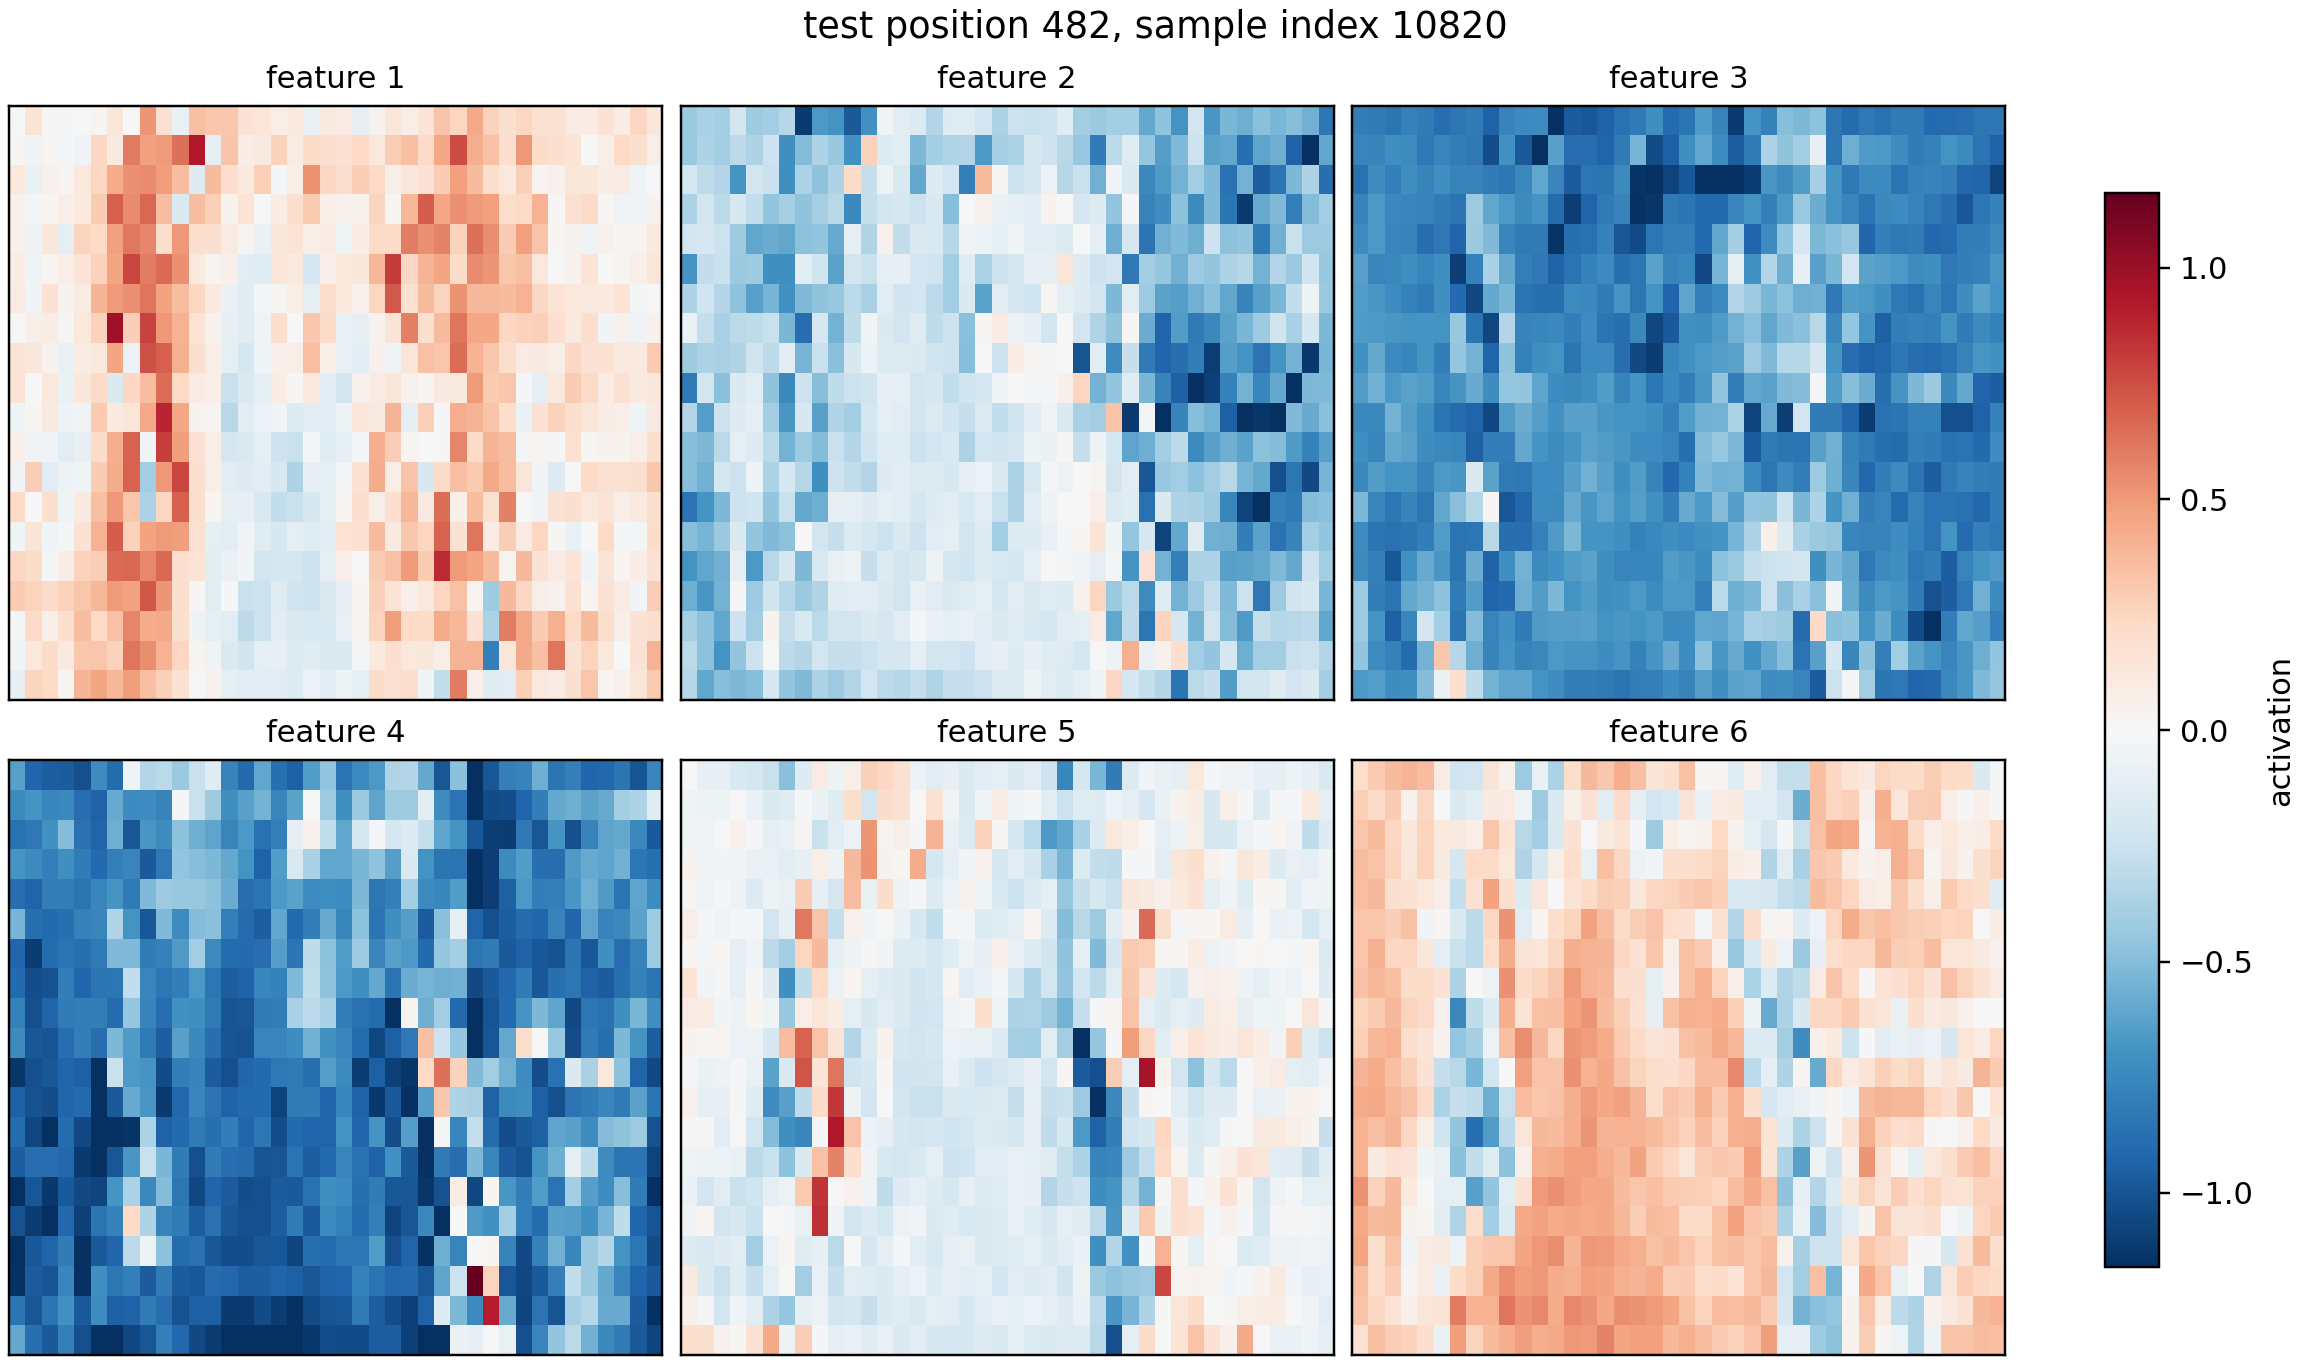 test position 482, sample index 10820
feature 1
feature 2
feature 3
feature 4
feature 5
feature 6
1.0
0.5
0.0
−0.5
−1.0
activation